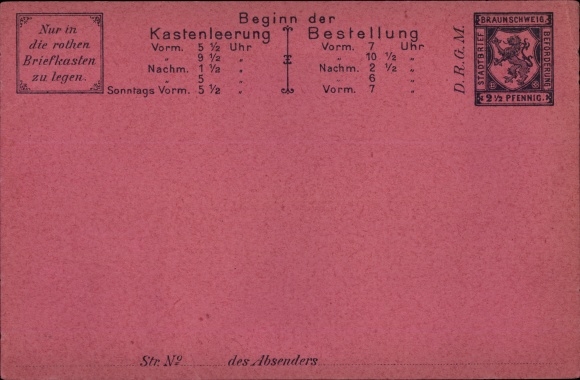 Nur in
die rothen
Briefkasten
zu legen.
Beginn der
Kastenleerung Bestellung
Vorm. 5 ½ Uhr Vorm. 7 Uhr
„ 9 ½ „ „ 10 ½ „
Nachm. 1 ½ „ Nachm. 2 ½ „
„ 5 „ „ 6 „
Sonntags Vorm. 5 ½ „ Vorm. 7 „
D. R. G. M.
BRAUNSCHWEIG.
STADTBRIEF
BEFÖRDERUNG
2 ½ PFENNIG.
Str. No des Absenders